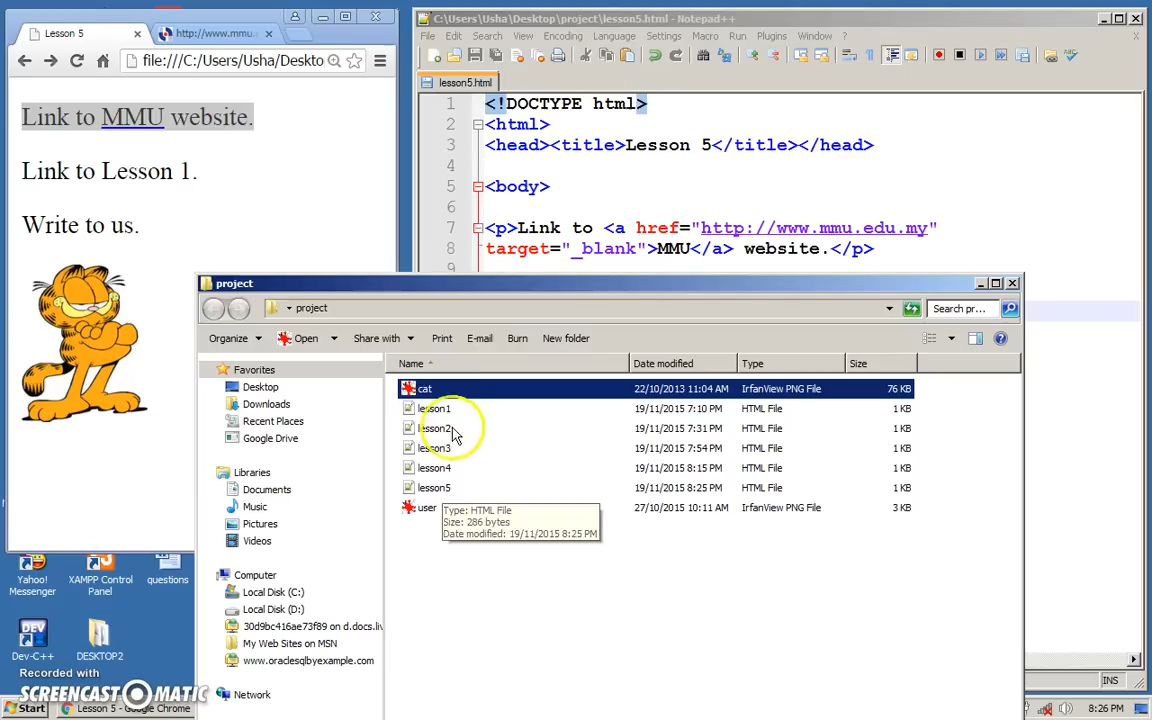 Lesson 5
http://www.mmu.
file:///C:/Users/Usha/Deskto
Link to MMU website.
Link to Lesson 1.
Write to us.
C:\Users\Usha\Desktop\project\lesson5.html - Notepad++
File Edit Search View Encoding Language Settings Macro Run Plugins Window ?
X
lesson5.html
1 <!DOCTYPE html>
2 <html>
3 <head><title>Lesson 5</title></head>
4
5 <body>
6
7 <p>Link to <a href="http://www.mmu.edu.my"
8 target="_blank">MMU</a> website.</p>
9
project
project
Search pr...
Organize Open Share with Print E-mail Burn New folder
Favorites
Desktop
Downloads
Recent Places
Google Drive
Libraries
Documents
Music
Pictures
Videos
Computer
Local Disk (C:)
Local Disk (D:)
30d9bc416ae73f89 on d.docs.liv
My Web Sites on MSN
www.oraclesqlbyexample.com
Network
Name Date modified Type Size
cat 22/10/2013 11:04 AM IrfanView PNG File 76 KB
lesson1 19/11/2015 7:10 PM HTML File 1 KB
lesson2 19/11/2015 7:31 PM HTML File 1 KB
lesson3 19/11/2015 7:54 PM HTML File 1 KB
lesson4 19/11/2015 8:15 PM HTML File 1 KB
lesson5 19/11/2015 8:25 PM HTML File 1 KB
user 27/10/2015 10:11 AM IrfanView PNG File 3 KB
Type: HTML File
Size: 286 bytes
Date modified: 19/11/2015 8:25 PM
Yahoo!
Messenger
XAMPP Control
Panel
questions
Dev-C++
DESKTOP2
Recorded with
SCREENCAST MATIC
Start
Lesson 5 - Google Chrome
INS
8:26 PM